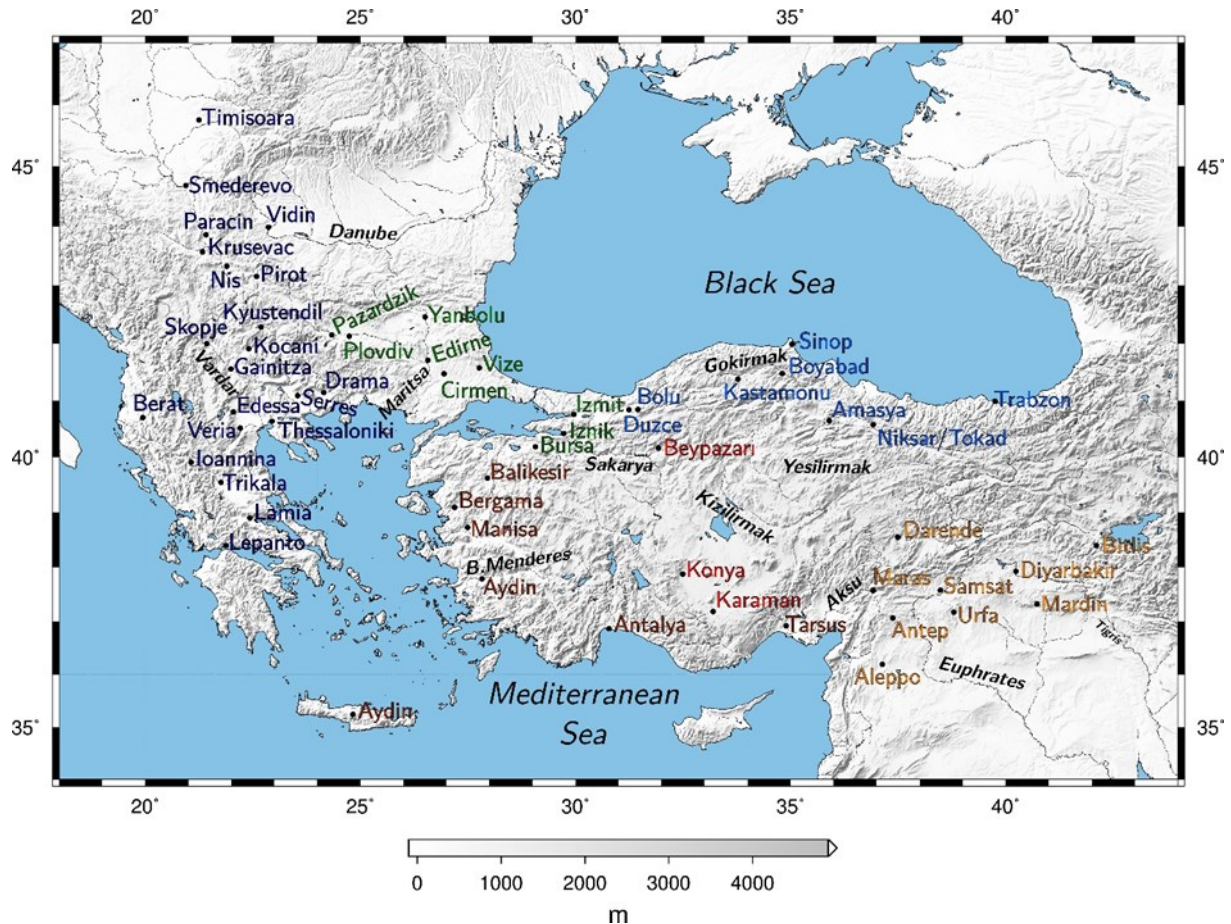 20° 25° 30° 35° 40°
Timisoara
45° 45°
Smederevo
Paracin Vidin
Danube
Krusevac
Nis Pirot
Black Sea
Kyustendil Pazardzik Yanbolu
Skopje
Kocani Plovdiv Edirne Sinop
Vardar Gainitza Vize Gokirmak Boyabad
Drama Maritsa Cirmen Kastamonu
Berat Edessa Serres Izmit Bolu Amasya Trabzon
Veria Thessaloniki Iznik Duzce Niksar/Tokad
Bursa Beypazarı
40° 40°
Ioannina Sakarya Yesilirmak
Trikala Balikesir
Bergama Kizilirmak
Lamia Manisa Darende
Lepanto Bitlis
B.Menderes Konya Diyarbakir
Aydin Aksu Maras Samsat
Karaman Mardin
Antalya Tarsus Antep Urfa Tigris
Aleppo Euphrates
Mediterranean
Sea
Aydin
35° 35°
20° 25° 30° 35° 40°
0 1000 2000 3000 4000
m